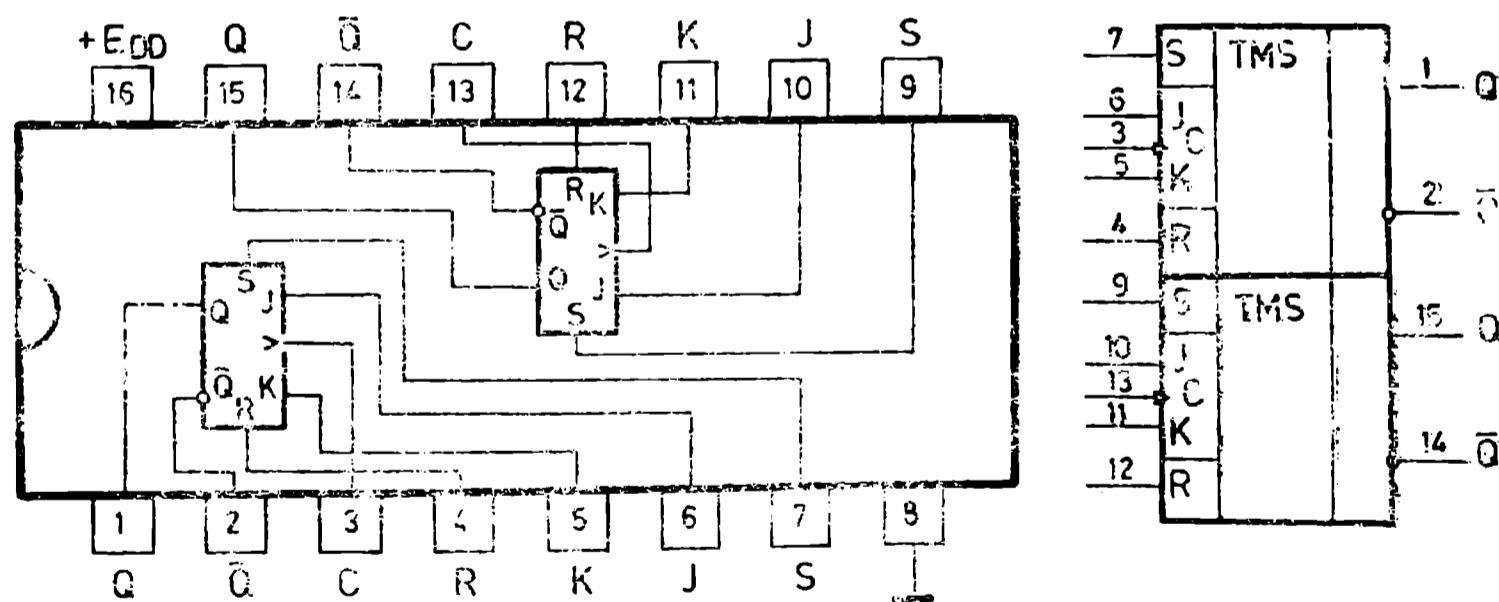 +EDD Q Q̅ C R K J S
16 15 14 13 12 11 10 9
R K
Q̅
>
Q J
S
S
Q J
>
Q̅ K
R
1 2 3 4 5 6 7 8
Q Q̅ C R K J S
7 S TMS 1 Q
6 J
3 C
5 K
2 Q̅
4 R
9 S TMS
15 Q
10 J
13 C
11 K
14 Q̅
12 R